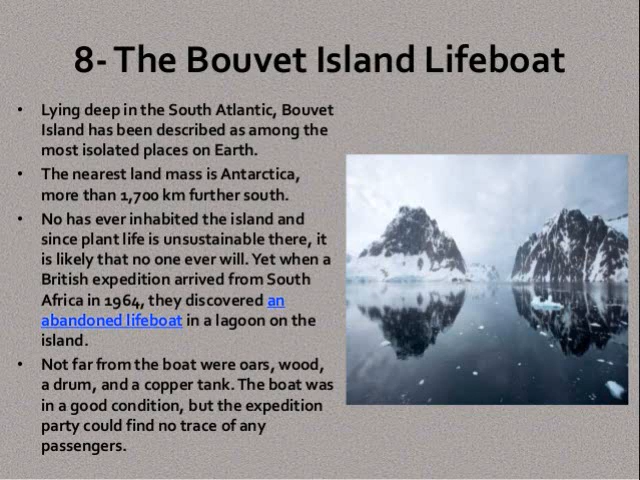 8- The Bouvet Island Lifeboat
• Lying deep in the South Atlantic, Bouvet
Island has been described as among the
most isolated places on Earth.
• The nearest land mass is Antarctica,
more than 1,700 km further south.
• No has ever inhabited the island and
since plant life is unsustainable there, it
is likely that no one ever will. Yet when a
British expedition arrived from South
Africa in 1964, they discovered an
abandoned lifeboat in a lagoon on the
island.
• Not far from the boat were oars, wood,
a drum, and a copper tank. The boat was
in a good condition, but the expedition
party could find no trace of any
passengers.